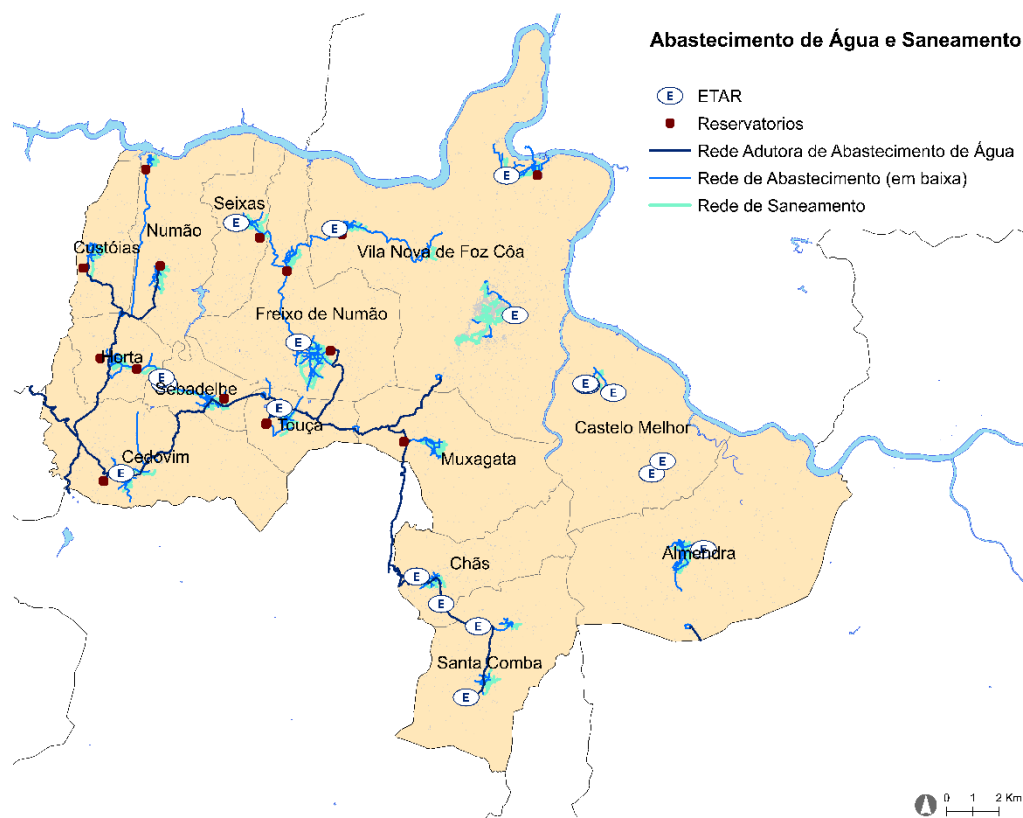 Abastecimento de Água e Saneamento
E ETAR
Reservatorios
Rede Adutora de Abastecimento de Água
Rede de Abastecimento (em baixa)
Rede de Saneamento
E
Seixas
E
E
Numão
Custóias
Vila Nova de Foz Côa
Freixo de Numão
E
E
Horta
E
Sebadelhe
E
E
E
Touça
Castelo Melhor
Cedovim
E
Muxagata
E
E
Almendra
E
Chãs
E
E
E
Santa Comba
E
0 1 2 Km